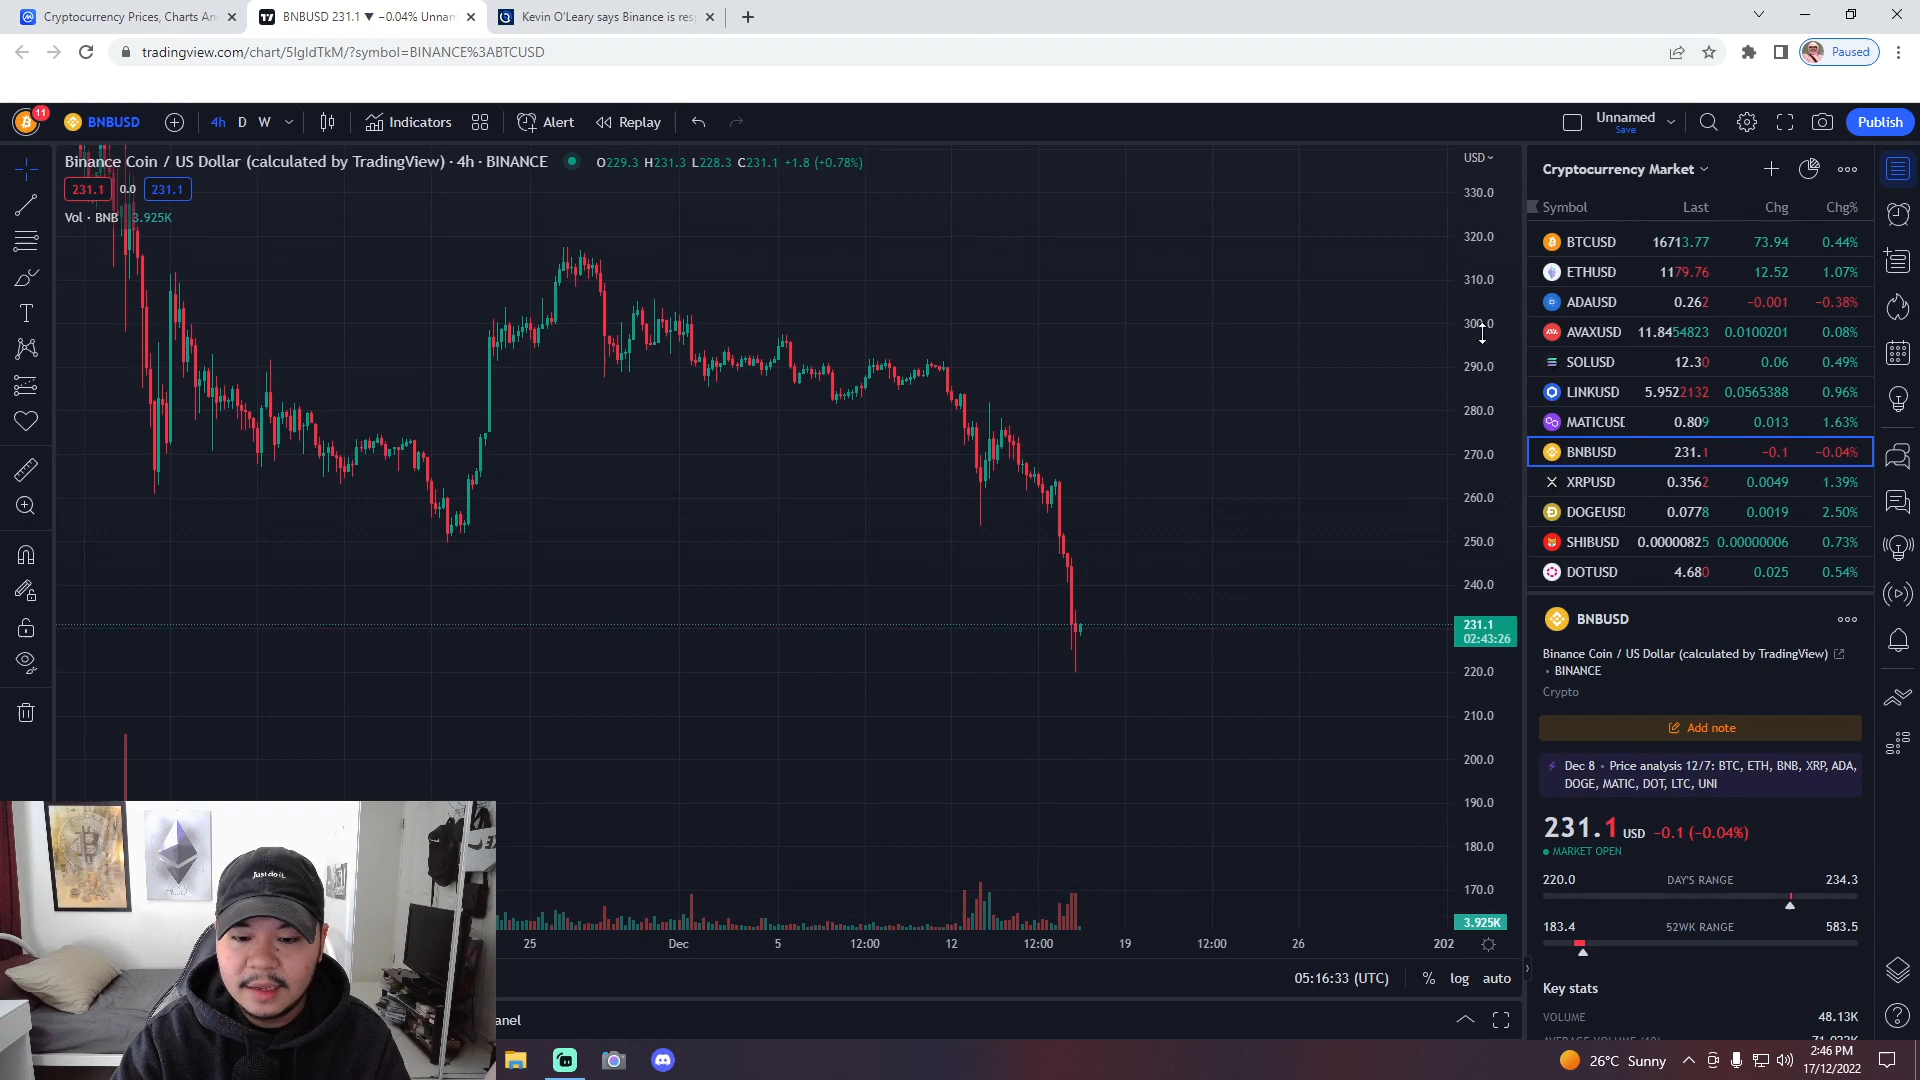 Cryptocurrency Prices, Charts An
BNBUSD 231.1 ▼ −0.04% Unnam
Kevin O'Leary says Binance is res
tradingview.com/chart/5IgIdTkM/?symbol=BINANCE%3ABTCUSD
Paused
11
BNBUSD
4h D W
Indicators
Alert
Replay
Unnamed
Save
Publish
Binance Coin / US Dollar (calculated by TradingView) · 4h · BINANCE
O229.3 H231.3 L228.3 C231.1 +1.8 (+0.78%)
231.1 0.0 231.1
Vol · BNB 3.925K
USD
330.0
320.0
310.0
300.0
290.0
280.0
270.0
260.0
250.0
240.0
231.1
02:43:26
220.0
210.0
200.0
190.0
180.0
170.0
3.925K
25 Dec 5 12:00 12 12:00 19 12:00 26 202
05:16:33 (UTC) % log auto
anel
Cryptocurrency Market
Symbol Last Chg Chg%
BTCUSD 16713.77 73.94 0.44%
ETHUSD 1179.76 12.52 1.07%
ADAUSD 0.262 −0.001 −0.38%
AVAXUSD 11.8454823 0.0100201 0.08%
SOLUSD 12.30 0.06 0.49%
LINKUSD 5.9522132 0.0565388 0.96%
MATICUSD 0.809 0.013 1.63%
BNBUSD 231.1 −0.1 −0.04%
XRPUSD 0.3562 0.0049 1.39%
DOGEUSD 0.0778 0.0019 2.50%
SHIBUSD 0.00000825 0.00000006 0.73%
DOTUSD 4.680 0.025 0.54%
BNBUSD
Binance Coin / US Dollar (calculated by TradingView)
• BINANCE
Crypto
Add note
Dec 8 • Price analysis 12/7: BTC, ETH, BNB, XRP, ADA,
DOGE, MATIC, DOT, LTC, UNI
231.1 USD −0.1 (−0.04%)
MARKET OPEN
220.0 DAY'S RANGE 234.3
183.4 52WK RANGE 583.5
Key stats
VOLUME 48.13K
Just do it.
26°C Sunny
2:46 PM
17/12/2022